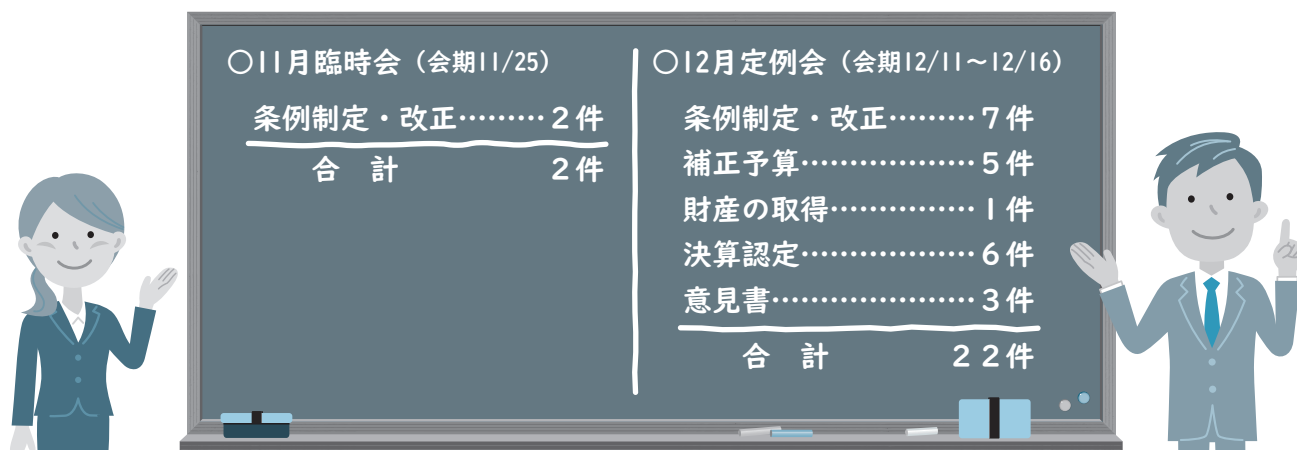 ○11月臨時会（会期11/25）
条例制定・改正………2件
合　計　2件
○12月定例会（会期12/11～12/16）
条例制定・改正………7件
補正予算………………5件
財産の取得……………1件
決算認定………………6件
意見書…………………3件
合　計　２２件